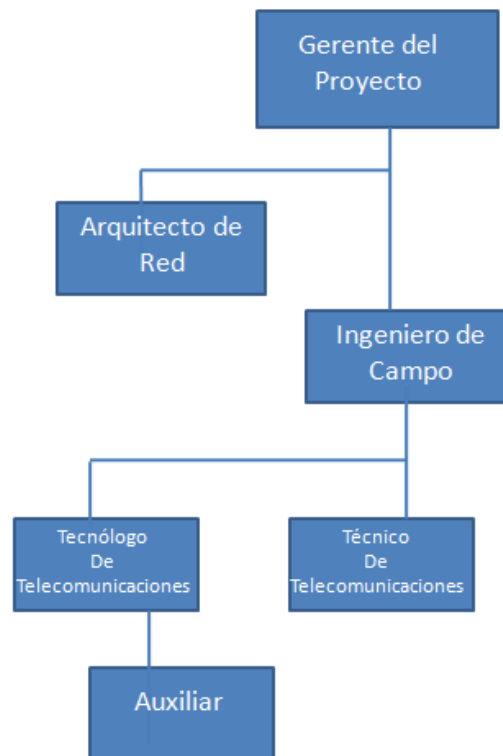 Gerente del
Proyecto
Arquitecto de
Red
Ingeniero de
Campo
Tecnólogo
De
Telecomunicaciones
Técnico
De
Telecomunicaciones
Auxiliar